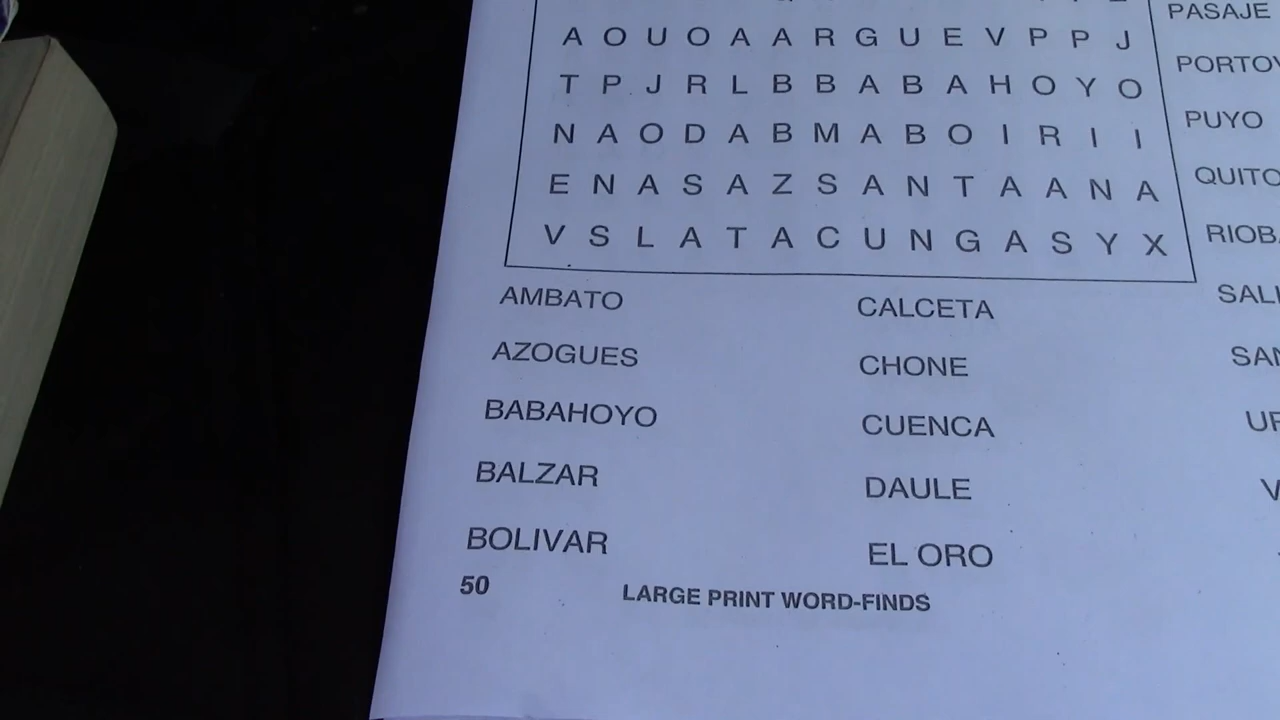 A O U O A A R G U E V P P J
T P J R L B B A B A H O Y O
N A O D A B M A B O I R I I
E N A S A Z S A N T A A N A
V S L A T A C U N G A S Y X
PASAJE
PUYO
AMBATO
AZOGUES
BABAHOYO
BALZAR
BOLIVAR
CALCETA
CHONE
CUENCA
DAULE
EL ORO
50 LARGE PRINT WORD-FINDS